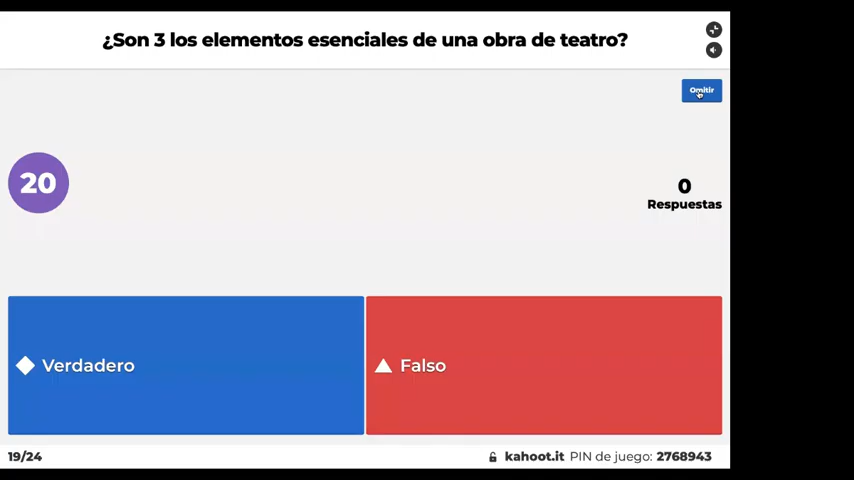 ¿Son 3 los elementos esenciales de una obra de teatro?
Omitir
20
0
Respuestas
Verdadero
Falso
19/24
kahoot.it PIN de juego: 2768943